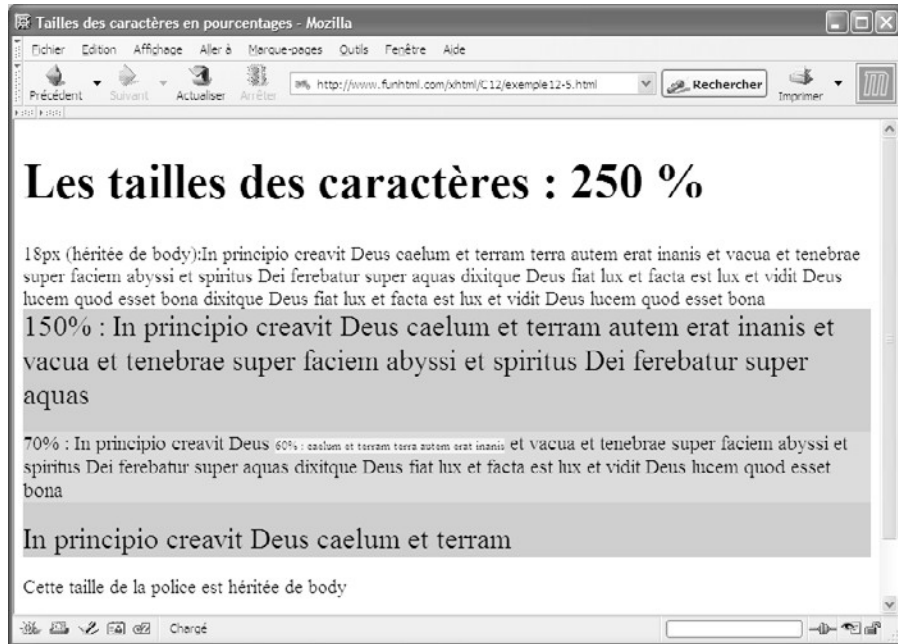 Tailles des caractères en pourcentages - Mozilla
Fichier Edition Affichage Aller à Marque-pages Outils Fenêtre Aide
Précédent Suivant Actualiser Arrêter http://www.funhtml.com/xhtml/C12/exemple12-5.html Rechercher Imprimer
Les tailles des caractères : 250 %
18px (héritée de body):In principio creavit Deus caelum et terram terra autem erat inanis et vacua et tenebrae
super faciem abyssi et spiritus Dei ferebatur super aquas dixitque Deus fiat lux et facta est lux et vidit Deus
lucem quod esset bona dixitque Deus fiat lux et facta est lux et vidit Deus lucem quod esset bona
150% : In principio creavit Deus caelum et terram autem erat inanis et
vacua et tenebrae super faciem abyssi et spiritus Dei ferebatur super
aquas
70% : In principio creavit Deus 60% : caelum et terram terra autem erat inanis et vacua et tenebrae super faciem abyssi et
spiritus Dei ferebatur super aquas dixitque Deus fiat lux et facta est lux et vidit Deus lucem quod esset
bona
In principio creavit Deus caelum et terram
Cette taille de la police est héritée de body
Chargé